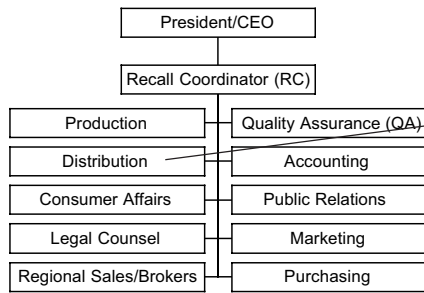 President/CEO
Recall Coordinator (RC)
Production
Quality Assurance (QA)
Distribution
Accounting
Consumer Affairs
Public Relations
Legal Counsel
Marketing
Regional Sales/Brokers
Purchasing